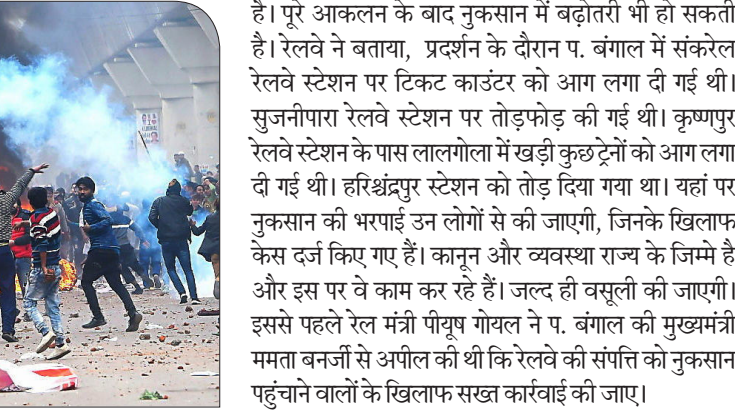 है। पूरे आकलन के बाद नुकसान में बढ़ोतरी भी हो सकती
है। रेलवे ने बताया, प्रदर्शन के दौरान प. बंगाल में संकरेल
रेलवे स्टेशन पर टिकट काउंटर को आग लगा दी गई थी।
सुजनीपारा रेलवे स्टेशन पर तोड़फोड़ की गई थी। कृष्णपुर
रेलवे स्टेशन के पास लालगोला में खड़ी कुछ ट्रेनों को आग लगा
दी गई थी। हरिश्चंद्रपुर स्टेशन को तोड़ दिया गया था। यहां पर
नुकसान की भरपाई उन लोगों से की जाएगी, जिनके खिलाफ
केस दर्ज किए गए हैं। कानून और व्यवस्था राज्य के जिम्मे है
और इस पर वे काम कर रहे हैं। जल्द ही वसूली की जाएगी।
इससे पहले रेल मंत्री पीयूष गोयल ने प. बंगाल की मुख्यमंत्री
ममता बनर्जी से अपील की थी कि रेलवे की संपत्ति को नुकसान
पहुंचाने वालों के खिलाफ सख्त कार्रवाई की जाए।